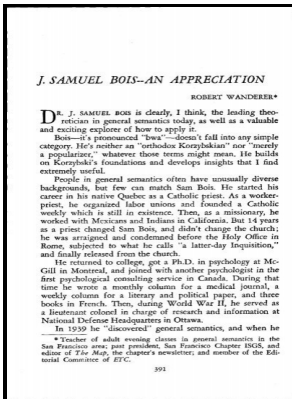 J. SAMUEL BOIS--AN APPRECIATION
ROBERT WANDERER*
DR. J. SAMUEL BOIS is clearly, I think, the leading theo-
retician in general semantics today, as well as a valuable
and exciting explorer of how to apply it.
Bois—it's pronounced "bwa"—doesn't fall into any simple
category. He's neither an "orthodox Korzybskian" nor "merely
a popularizer," whatever those terms might mean. He builds
on Korzybski's foundations and develops insights that I find
extremely useful.
People in general semantics often have unusually diverse
backgrounds, but few can match Sam Bois. He started his
career in his native Quebec as a Catholic priest. As a worker-
priest, he organized labor unions and founded a Catholic
weekly which is still in existence. Then, as a missionary, he
worked with Mexicans and Indians in California. But 14 years
as a priest changed Sam Bois, and didn't change the church;
he was arraigned and condemned before the Holy Office in
Rome, subjected to what he calls "a latter-day Inquisition,"
and finally released from the church.
He returned to college, got a Ph.D. in psychology at Mc-
Gill in Montreal, and joined with another psychologist in the
first psychological consulting service in Canada. During that
time he wrote a monthly column for a medical journal, a
weekly column for a literary and political paper, and three
books in French. Then, during World War II, he served as
a lieutenant colonel in charge of research and information at
National Defense Headquarters in Ottawa.
In 1939 he "discovered" general semantics, and when he
* Teacher of adult evening classes in general semantics in the
San Francisco area; past president, San Francisco Chapter ISGS, and
editor of The Map, the chapter's newsletter; and member of the Edi-
torial Committee of ETC.
391